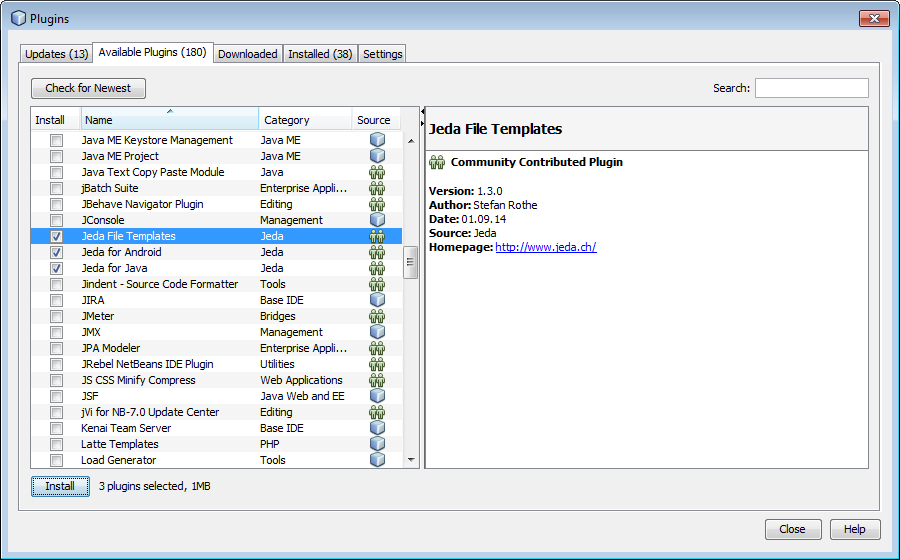 Plugins
Updates (13) Available Plugins (180) Downloaded Installed (38) Settings
Check for Newest Search:
Install Name Category Source
Java ME Keystore Management Java ME
Java ME Project Java ME
Java Text Copy Paste Module Java
jBatch Suite Enterprise Appli...
JBehave Navigator Plugin Editing
JConsole Management
Jeda File Templates Jeda
Jeda for Android Jeda
Jeda for Java Jeda
Jindent - Source Code Formatter Tools
JIRA Base IDE
JMeter Bridges
JMX Management
JPA Modeler Enterprise Appli...
JRebel NetBeans IDE Plugin Utilities
JS CSS Minify Compress Web Applications
JSF Java Web and EE
jVi for NB-7.0 Update Center Editing
Kenai Team Server Base IDE
Latte Templates PHP
Load Generator Tools
Jeda File Templates
Community Contributed Plugin
Version: 1.3.0
Author: Stefan Rothe
Date: 01.09.14
Source: Jeda
Homepage: http://www.jeda.ch/
Install 3 plugins selected, 1MB
Close Help